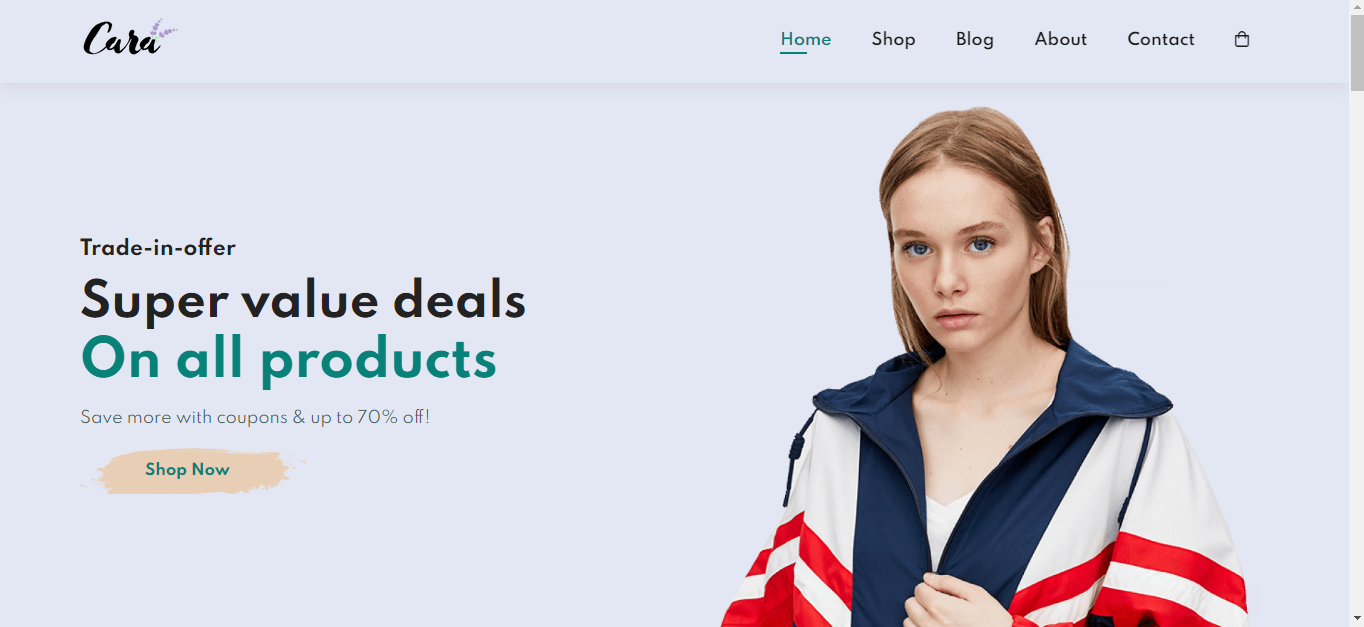 Cara
Home Shop Blog About Contact
Trade-in-offer
Super value deals
On all products
Save more with coupons & up to 70% off!
Shop Now